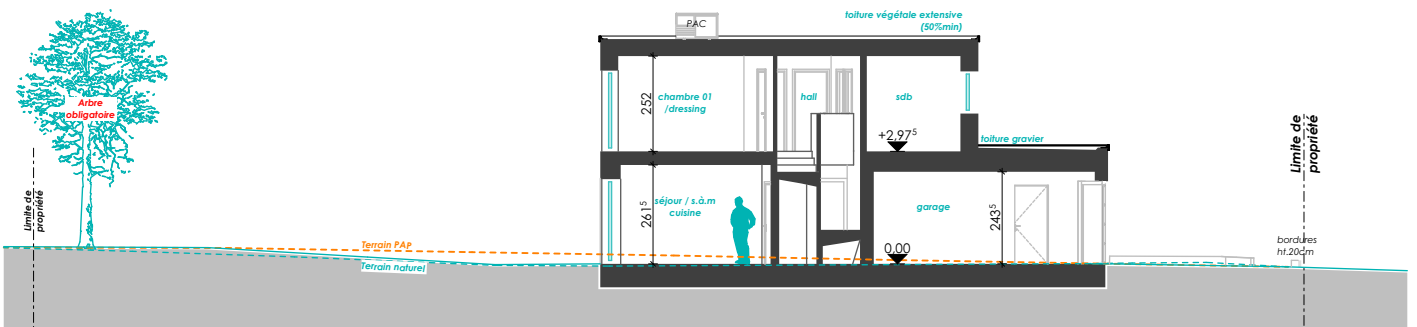 PAC
toiture végétale extensive
(50%min)
Arbre
obligatoire
252
chambre 01
/dressing
hall
sdb
+2,97⁵
toiture gravier
Limite de
propriété
Limite de
propriété
261⁵
séjour / s.à.m
cuisine
garage
243⁵
Terrain PAP
Terrain naturel
0,00
bordures
ht.20cm